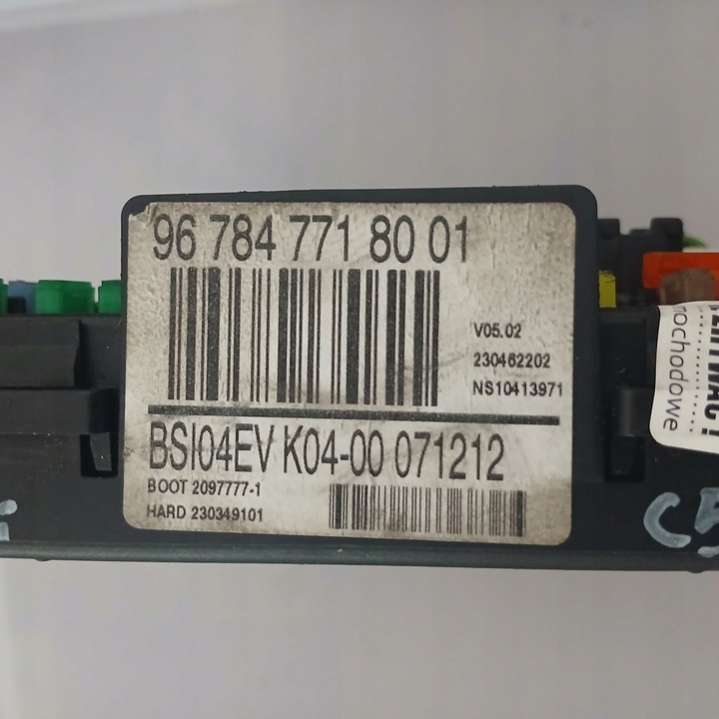 96 784 771 80 01
V05.02
230462202
NS10413971
BSI04EV K04-00 071212
BOOT 2097777-1
HARD 230349101
C5